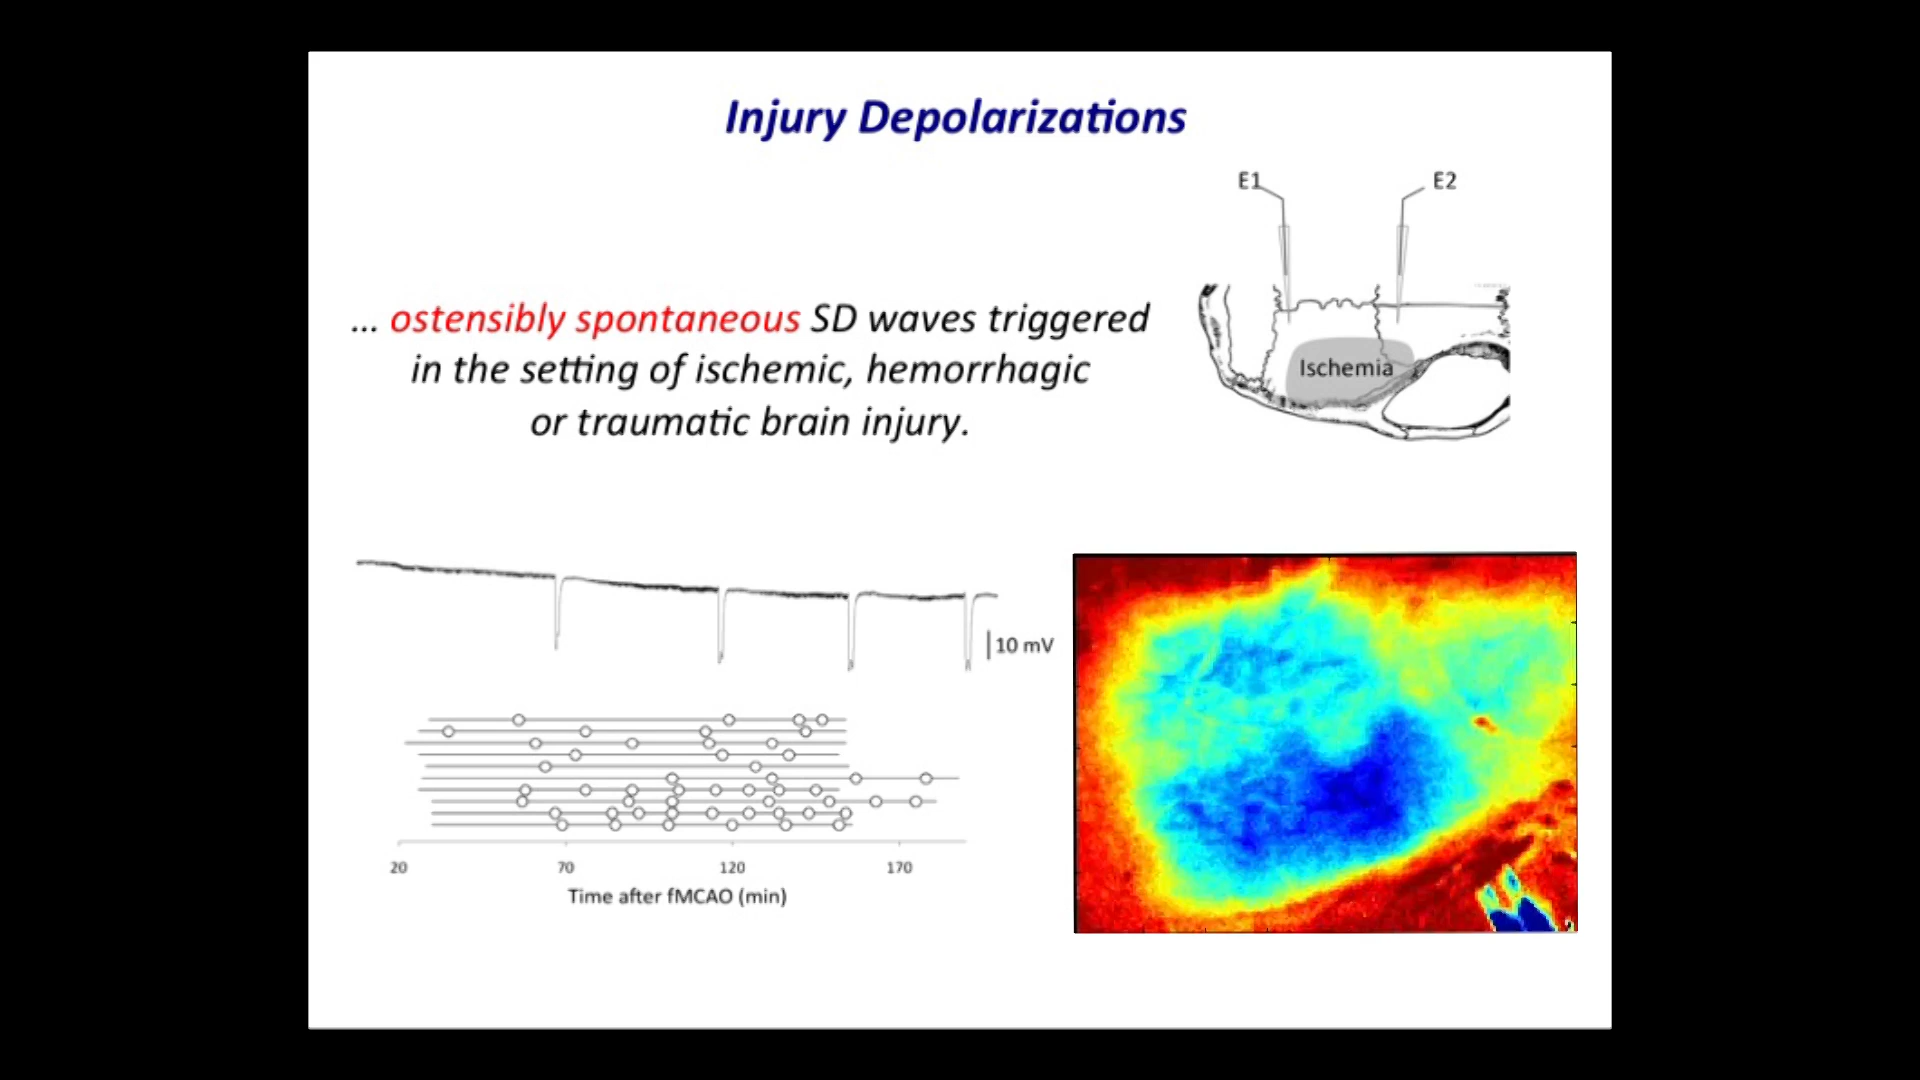 Injury Depolarizations
E1
E2
... ostensibly spontaneous SD waves triggered
in the setting of ischemic, hemorrhagic
or traumatic brain injury.
Ischemia
10 mV
20 70 120 170
Time after fMCAO (min)